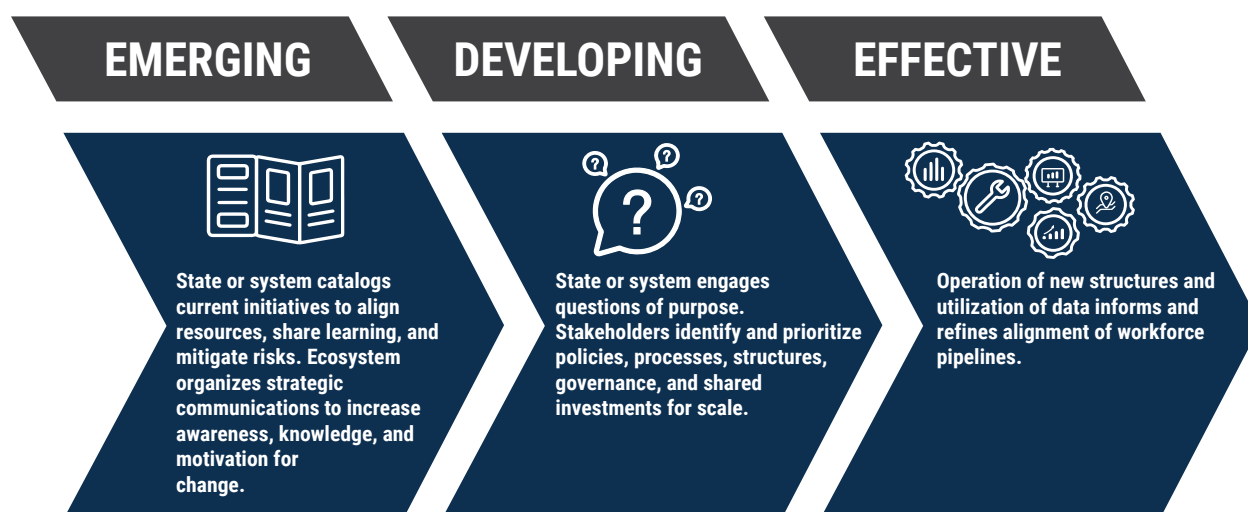 EMERGING
DEVELOPING
EFFECTIVE
State or system catalogs
current initiatives to align
resources, share learning, and
mitigate risks. Ecosystem
organizes strategic
communications to increase
awareness, knowledge, and
motivation for
change.
?
?
?
?
State or system engages
questions of purpose.
Stakeholders identify and prioritize
policies, processes, structures,
governance, and shared
investments for scale.
Operation of new structures and
utilization of data informs and
refines alignment of workforce
pipelines.